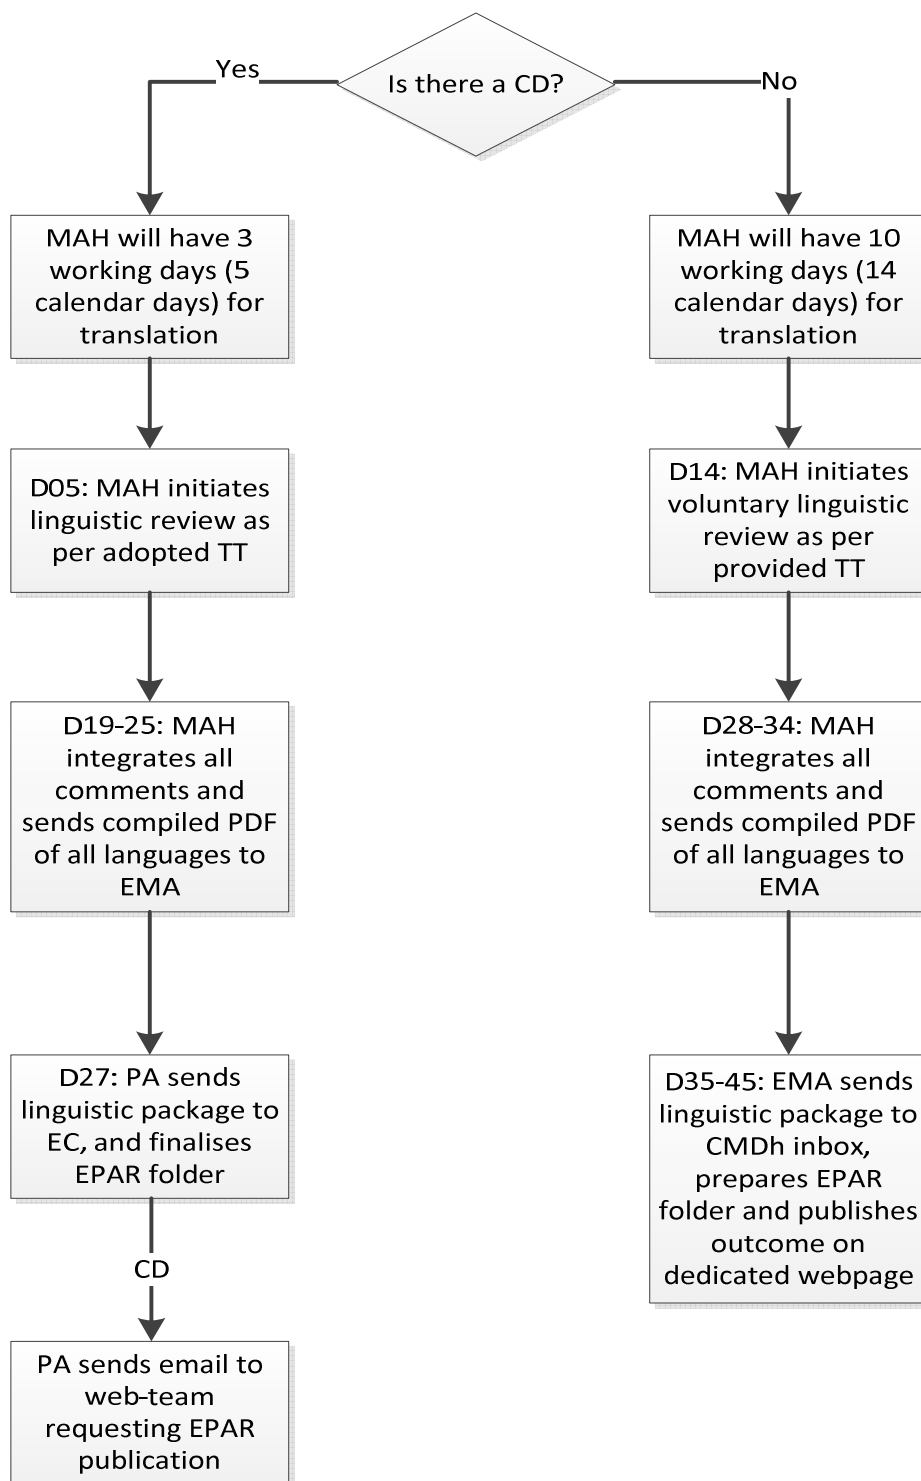 Is there a CD?
Yes
No
MAH will have 3
working days (5
calendar days) for
translation
MAH will have 10
working days (14
calendar days) for
translation
D05: MAH initiates
linguistic review as
per adopted TT
D14: MAH initiates
voluntary linguistic
review as per
provided TT
D19-25: MAH
integrates all
comments and
sends compiled PDF
of all languages to
EMA
D28-34: MAH
integrates all
comments and
sends compiled PDF
of all languages to
EMA
D27: PA sends
linguistic package to
EC, and finalises
EPAR folder
D35-45: EMA sends
linguistic package to
CMDh inbox,
prepares EPAR
folder and publishes
outcome on
dedicated webpage
CD
PA sends email to
web-team
requesting EPAR
publication